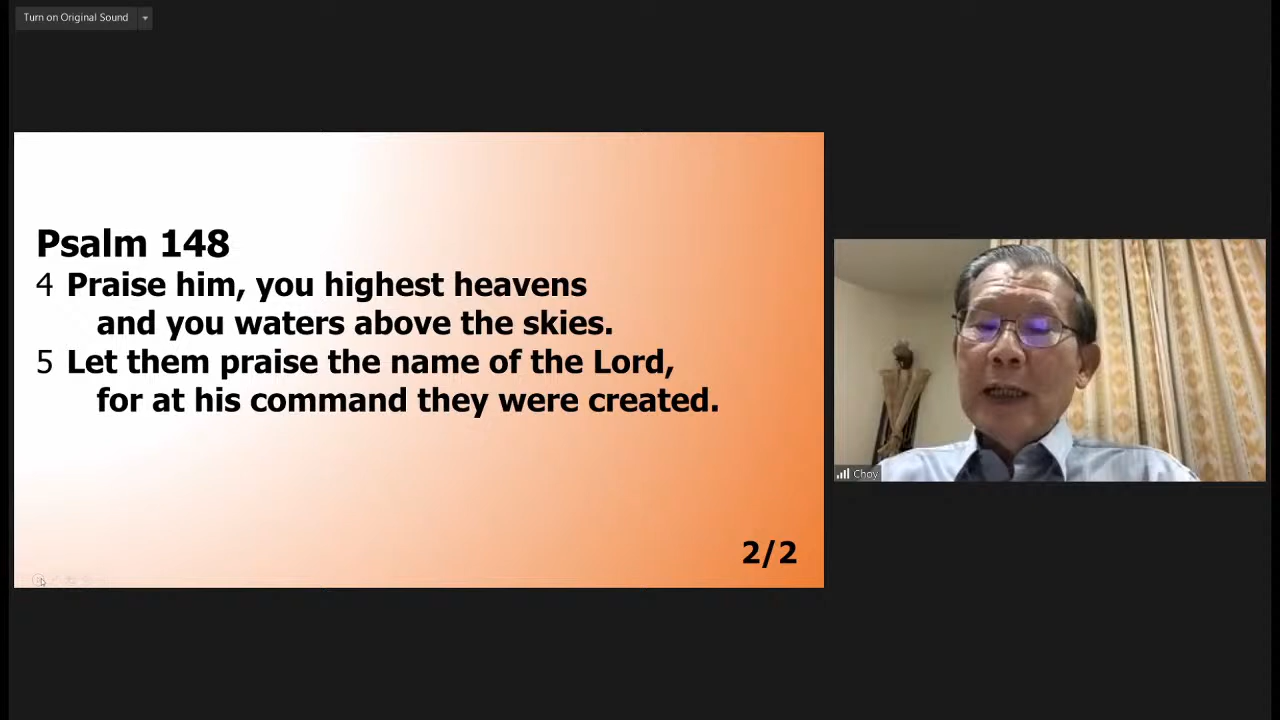 Turn on Original Sound
Psalm 148
4 Praise him, you highest heavens
and you waters above the skies.
5 Let them praise the name of the Lord,
for at his command they were created.
2/2
Choy